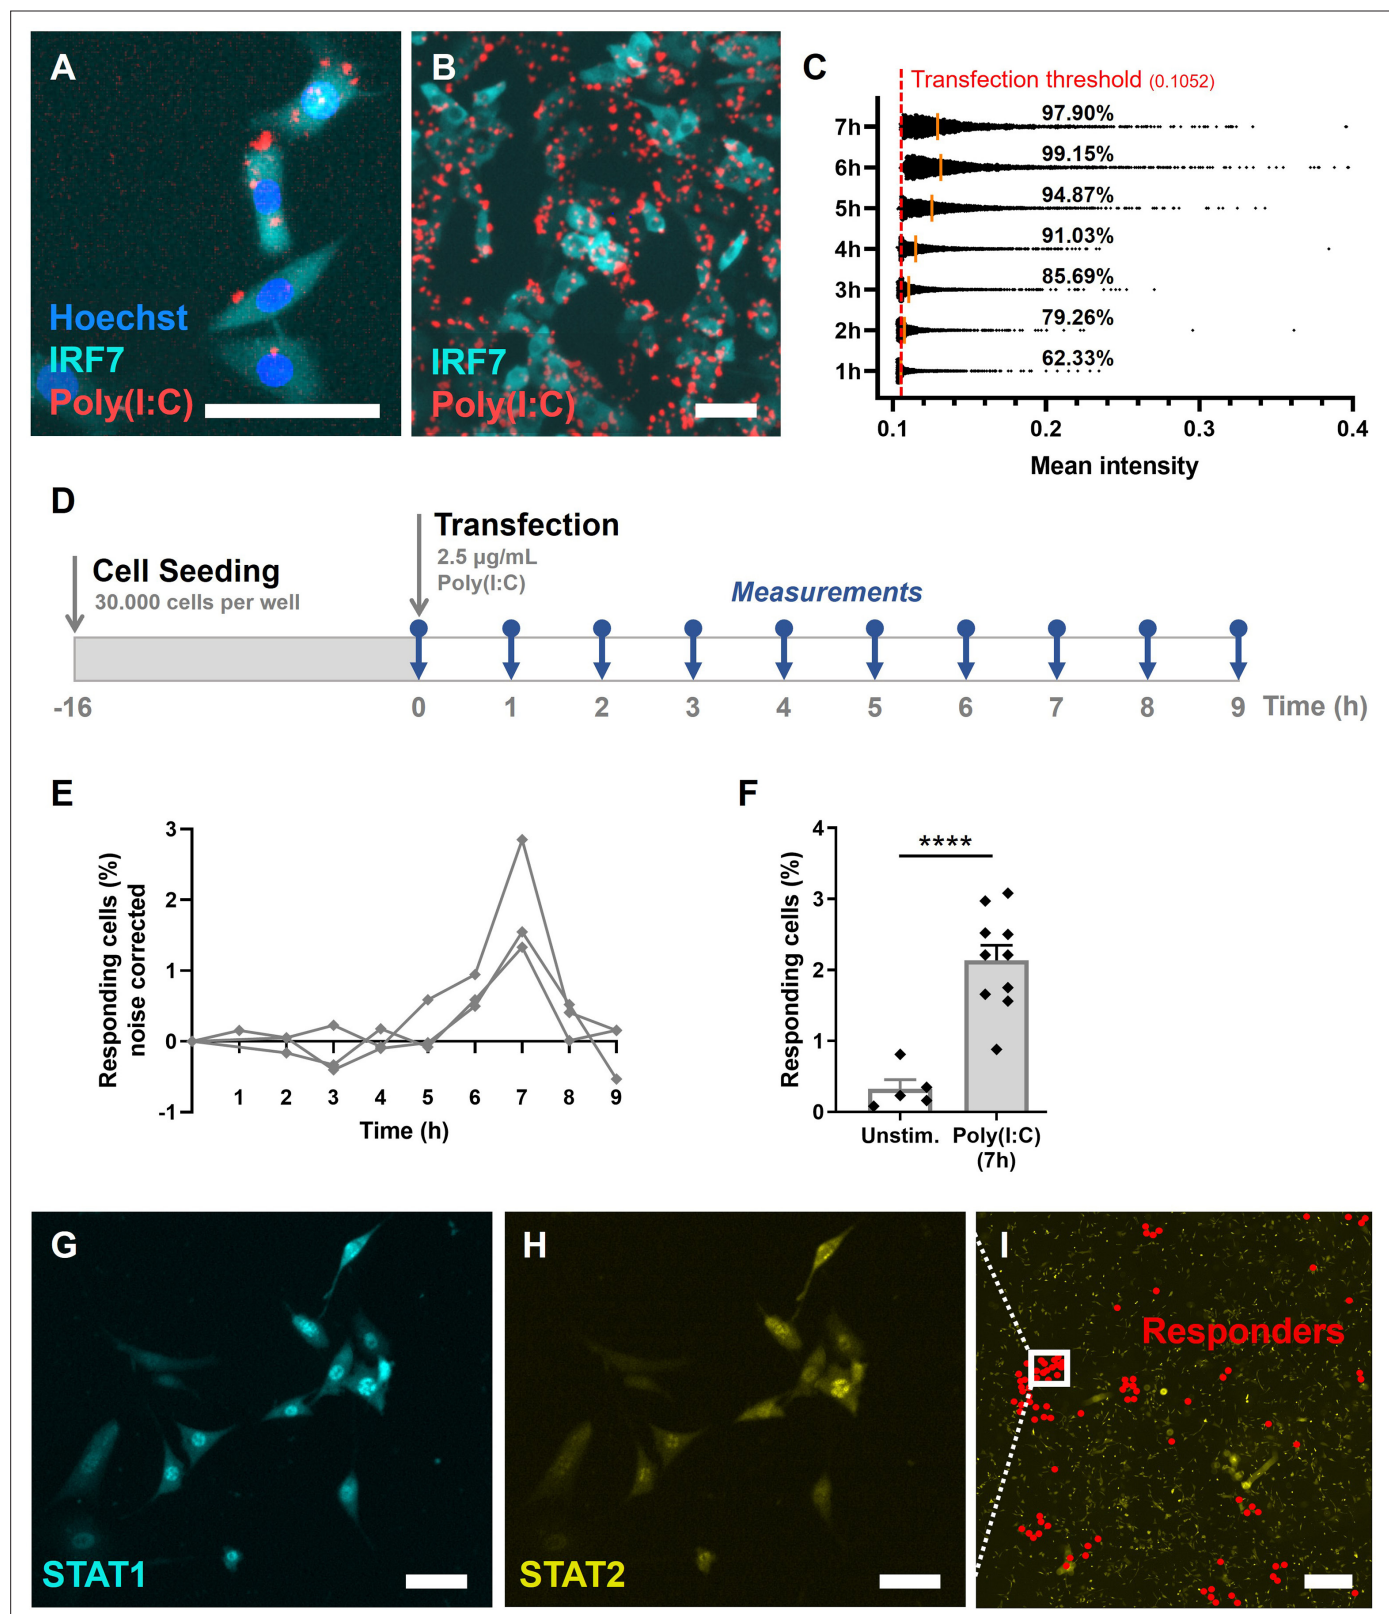 A
Hoechst
IRF7
Poly(I:C)
B
IRF7
Poly(I:C)
C
Transfection threshold (0.1052)
7h
97.90%
6h
99.15%
5h
94.87%
4h
91.03%
3h
85.69%
2h
79.26%
1h
62.33%
0.1 0.2 0.3 0.4
Mean intensity
D
Cell Seeding
30.000 cells per well
Transfection
2.5 µg/mL
Poly(I:C)
Measurements
-16 0 1 2 3 4 5 6 7 8 9 Time (h)
E
Responding cells (%)
noise corrected
3
2
1
0
-1
1 2 3 4 5 6 7 8 9
Time (h)
F
Responding cells (%)
4
3
2
1
0
****
Unstim. Poly(I:C)
(7h)
G
STAT1
H
STAT2
I
Responders